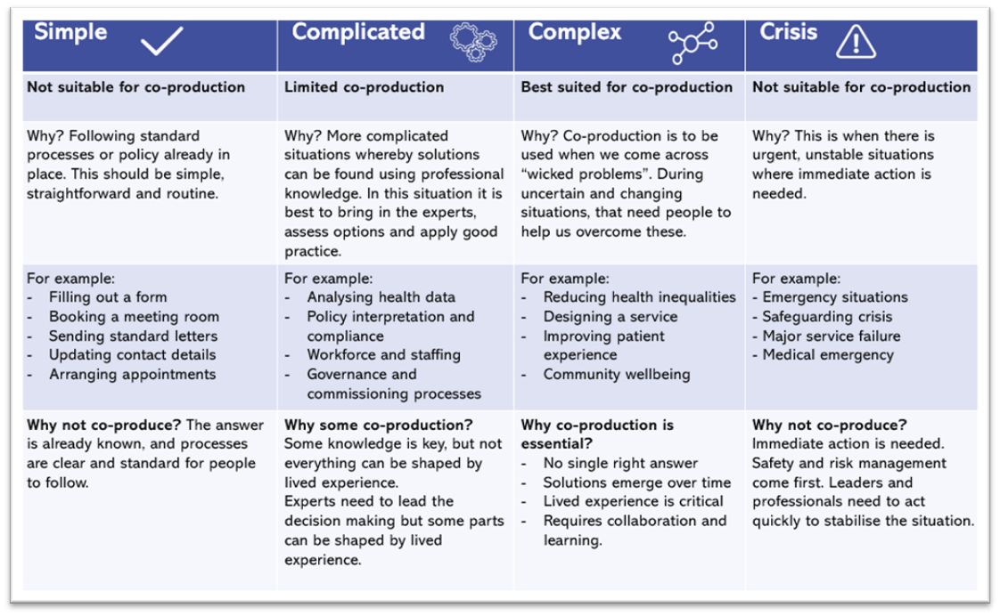 Simple
Complicated
Complex
Crisis
Not suitable for co-production
Limited co-production
Best suited for co-production
Not suitable for co-production
Why? Following standard
processes or policy already in
place. This should be simple,
straightforward and routine.
Why? More complicated
situations whereby solutions
can be found using professional
knowledge. In this situation it is
best to bring in the experts,
assess options and apply good
practice.
Why? Co-production is to be
used when we come across
“wicked problems”. During
uncertain and changing
situations, that need people to
help us overcome these.
Why? This is when there is
urgent, unstable situations
where immediate action is
needed.
For example:
- Filling out a form
- Booking a meeting room
- Sending standard letters
- Updating contact details
- Arranging appointments
For example:
- Analysing health data
- Policy interpretation and
compliance
- Workforce and staffing
- Governance and
commissioning processes
For example:
- Reducing health inequalities
- Designing a service
- Improving patient
experience
- Community wellbeing
For example:
- Emergency situations
- Safeguarding crisis
- Major service failure
- Medical emergency
Why not co-produce? The answer
is already known, and processes
are clear and standard for people
to follow.
Why some co-production?
Some knowledge is key, but not
everything can be shaped by
lived experience.
Experts need to lead the
decision making but some parts
can be shaped by lived
experience.
Why co-production is
essential?
- No single right answer
- Solutions emerge over time
- Lived experience is critical
- Requires collaboration and
learning.
Why not co-produce?
Immediate action is needed.
Safety and risk management
come first. Leaders and
professionals need to act
quickly to stabilise the situation.